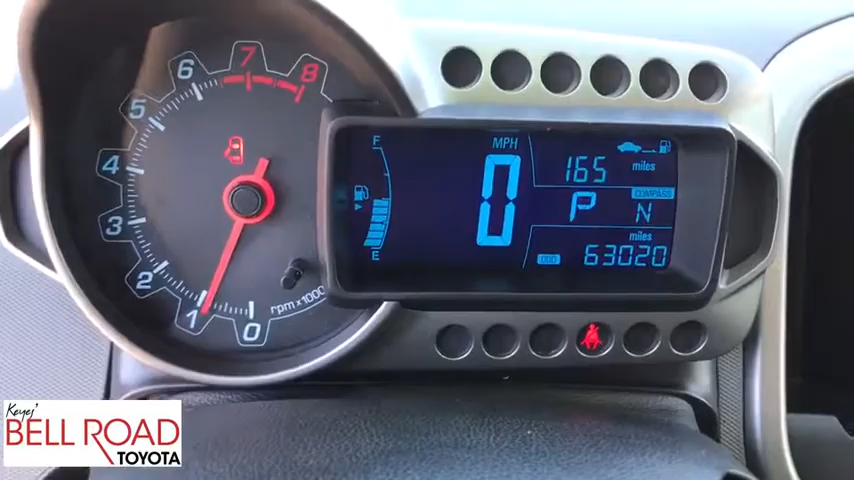 8
7
6
5
4
3
2
1
0
rpm x 1000
F
E
MPH
0
165 miles
P
COMPASS
N
miles
ODO 63020
Keyes'
BELL ROAD
TOYOTA